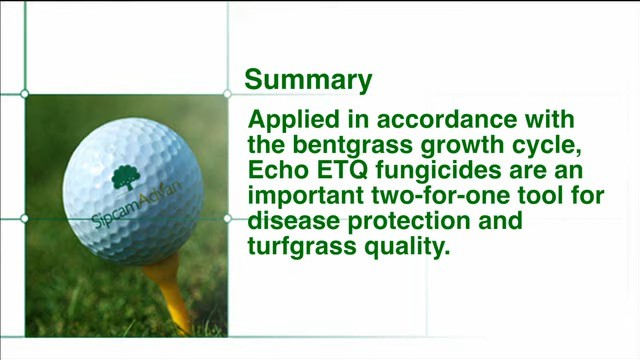 Summary
Applied in accordance with
the bentgrass growth cycle,
Echo ETQ fungicides are an
important two-for-one tool for
disease protection and
turfgrass quality.
SipcamAdvan